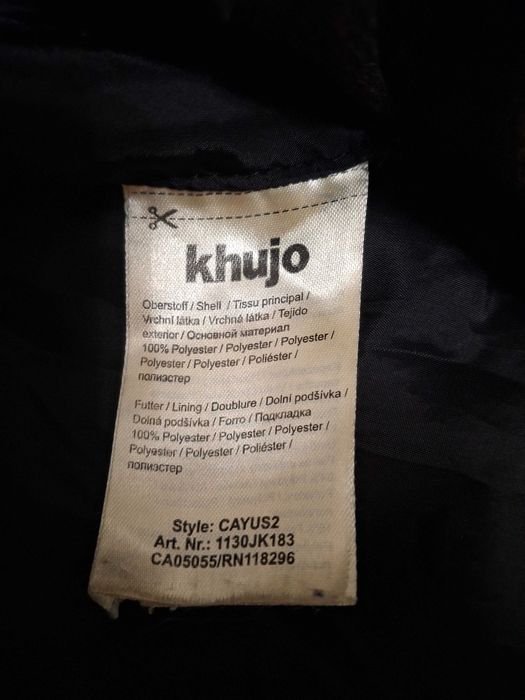 khujo
Oberstoff / Shell / Tissu principal /
Vrchní látka / Vrchná látka / Tejido
exterior / Основной материал
100% Polyester / Polyester / Polyester /
Polyester / Polyester / Poliéster /
полиэстер
Futter / Lining / Doublure / Dolní podšívka /
Dolná podšívka / Forro / Подкладка
100% Polyester / Polyester / Polyester /
Polyester / Polyester / Poliéster /
полиэстер
Style: CAYUS2
Art. Nr.: 1130JK183
CA05055/RN118296